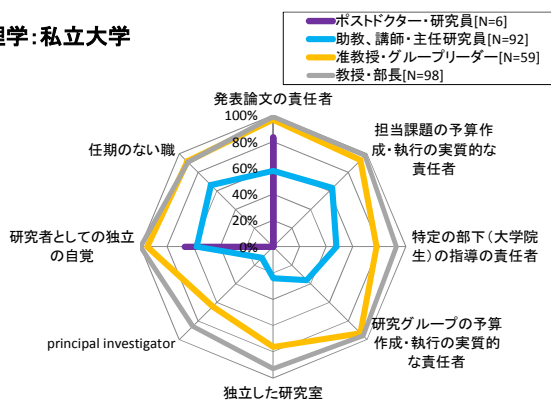 理学:私立大学
ポストドクター・研究員[N=6]
助教、講師・主任研究員[N=92]
准教授・グループリーダー[N=59]
教授・部長[N=98]
発表論文の責任者
担当課題の予算作
成・執行の実質的な
責任者
特定の部下(大学院
生)の指導の責任者
研究グループの予算
作成・執行の実質的
な責任者
独立した研究室
principal investigator
研究者としての独立
の自覚
任期のない職
100%
80%
60%
40%
20%
0%